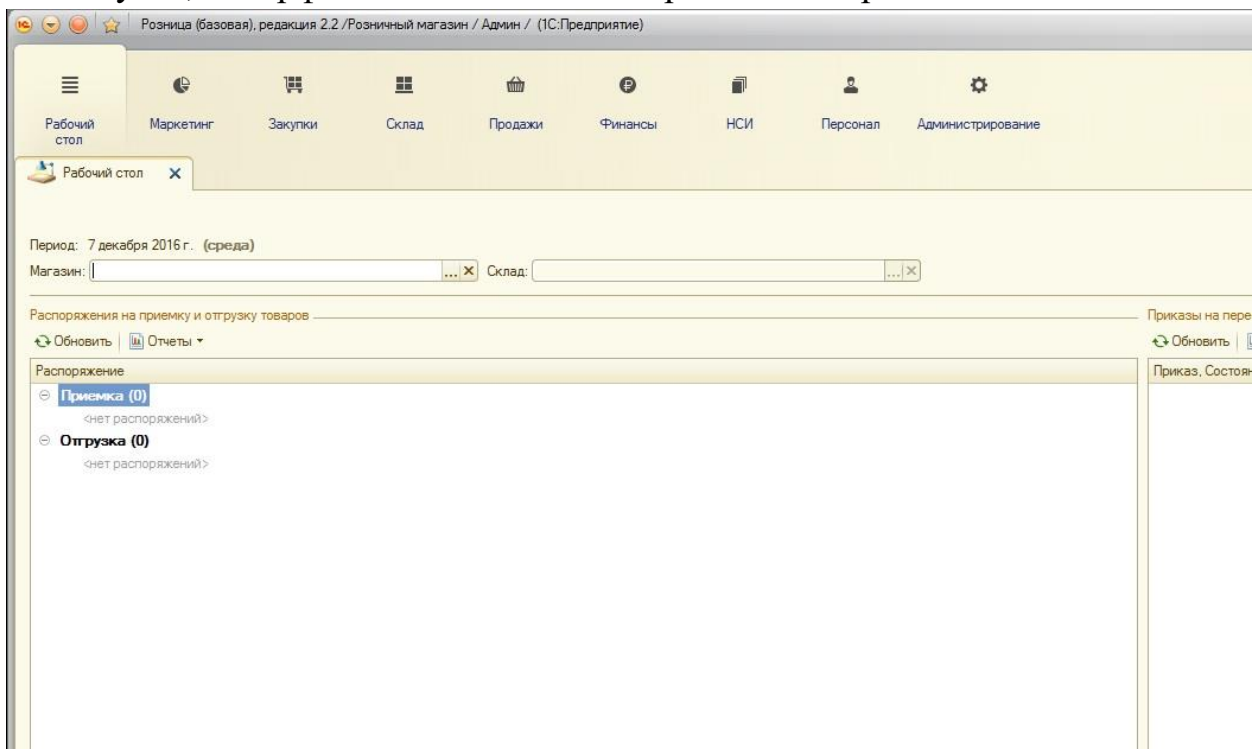 Розница (базовая), редакция 2.2 /Розничный магазин / Админ / (1С:Предприятие)
Рабочий стол
Маркетинг
Закупки
Склад
Продажи
Финансы
НСИ
Персонал
Администрирование
Рабочий стол
Период: 7 декабря 2016 г. (среда)
Магазин:
Склад:
Распоряжения на приемку и отгрузку товаров
Приказы на пере
Обновить
Отчеты
Обновить
Распоряжение
Приказ, Состоян
Приемка (0)
<нет распоряжений>
Отгрузка (0)
<нет распоряжений>